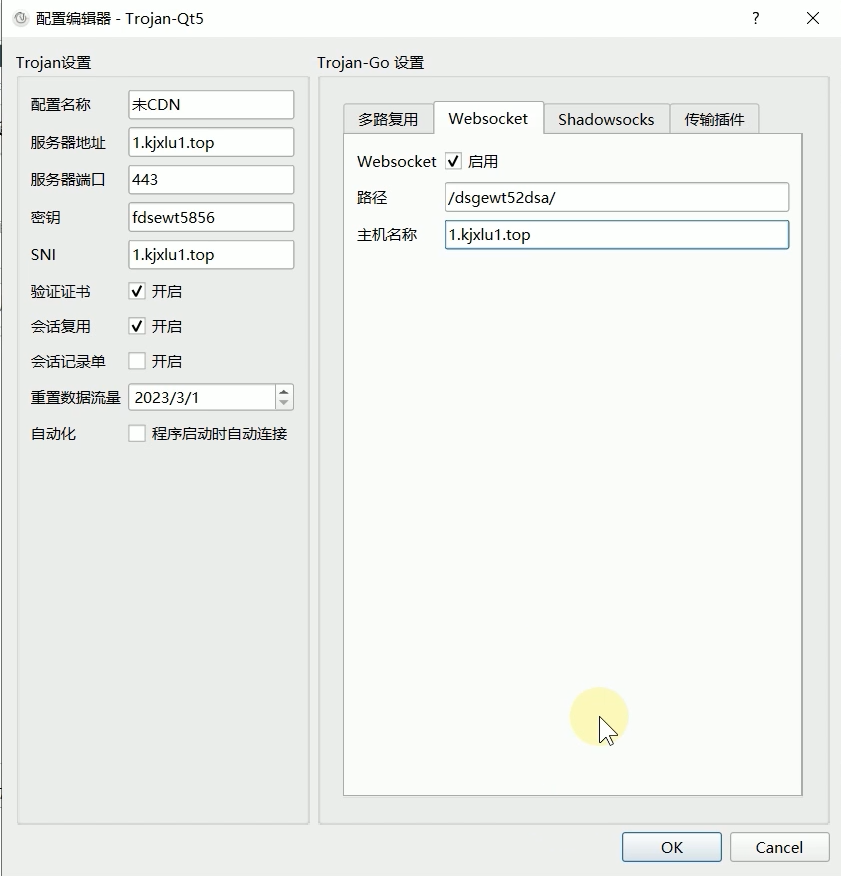 配置编辑器 - Trojan-Qt5
?
Trojan设置
配置名称 未CDN
服务器地址 1.kjxlu1.top
服务器端口 443
密钥 fdsewt5856
SNI 1.kjxlu1.top
验证证书 开启
会话复用 开启
会话记录单 开启
重置数据流量 2023/3/1
自动化 程序启动时自动连接
Trojan-Go 设置
多路复用 Websocket Shadowsocks 传输插件
Websocket 启用
路径 /dsgewt52dsa/
主机名称 1.kjxlu1.top
OK Cancel